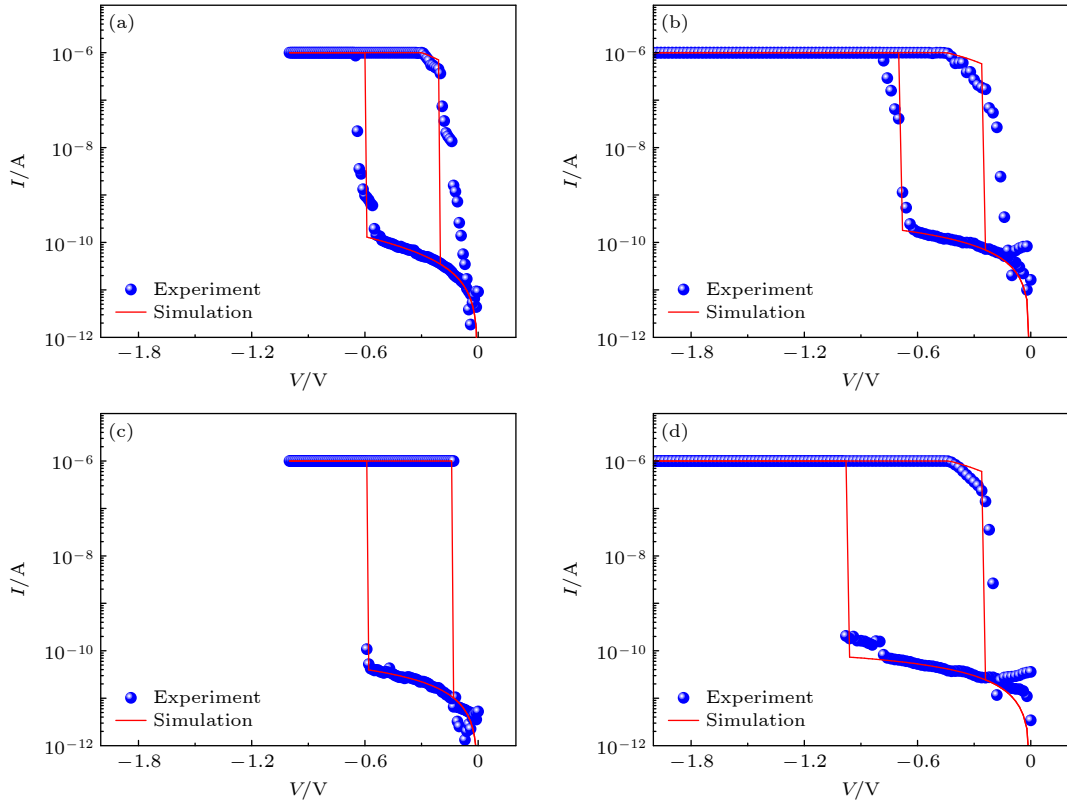 (a)
10⁻⁶
10⁻⁸
10⁻¹⁰
10⁻¹²
I/A
Experiment
Simulation
−1.8 −1.2 −0.6 0
V/V
(b)
10⁻⁶
10⁻⁸
10⁻¹⁰
10⁻¹²
I/A
Experiment
Simulation
−1.8 −1.2 −0.6 0
V/V
(c)
10⁻⁶
10⁻⁸
10⁻¹⁰
10⁻¹²
I/A
Experiment
Simulation
−1.8 −1.2 −0.6 0
V/V
(d)
10⁻⁶
10⁻⁸
10⁻¹⁰
10⁻¹²
I/A
Experiment
Simulation
−1.8 −1.2 −0.6 0
V/V